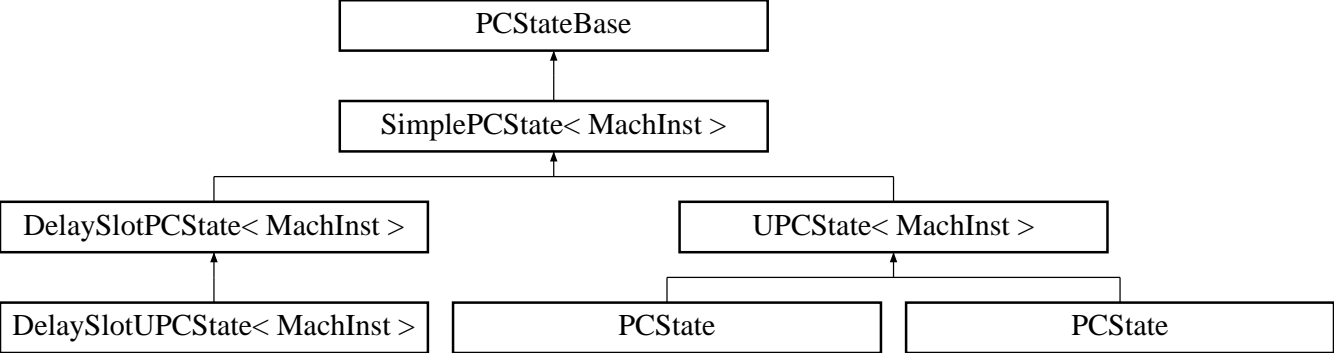 PCStateBase
SimplePCState< MachInst >
DelaySlotPCState< MachInst >
UPCState< MachInst >
DelaySlotUPCState< MachInst >
PCState
PCState